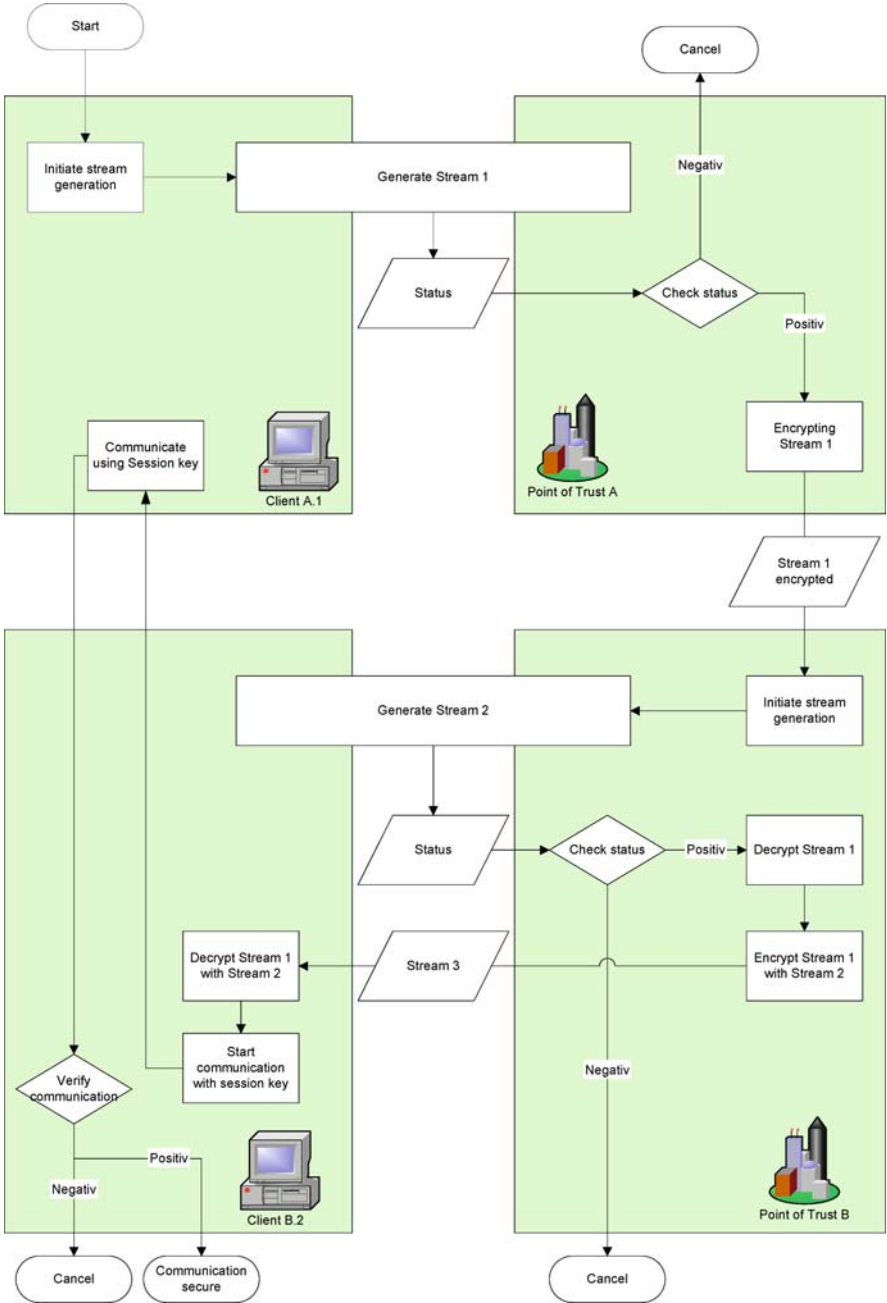 Start
Cancel
Negativ
Initiate stream
generation
Generate Stream 1
Status
Check status
Positiv
Communicate
using Session key
Encrypting
Stream 1
Client A.1
Point of Trust A
Stream 1
encrypted
Generate Stream 2
Initiate stream
generation
Status
Check status
Positiv
Decrypt Stream 1
Decrypt Stream 1
with Stream 2
Stream 3
Encrypt Stream 1
with Stream 2
Start
communication
with session key
Verify
communication
Negativ
Positiv
Negativ
Client B.2
Point of Trust B
Cancel
Communication
secure
Cancel